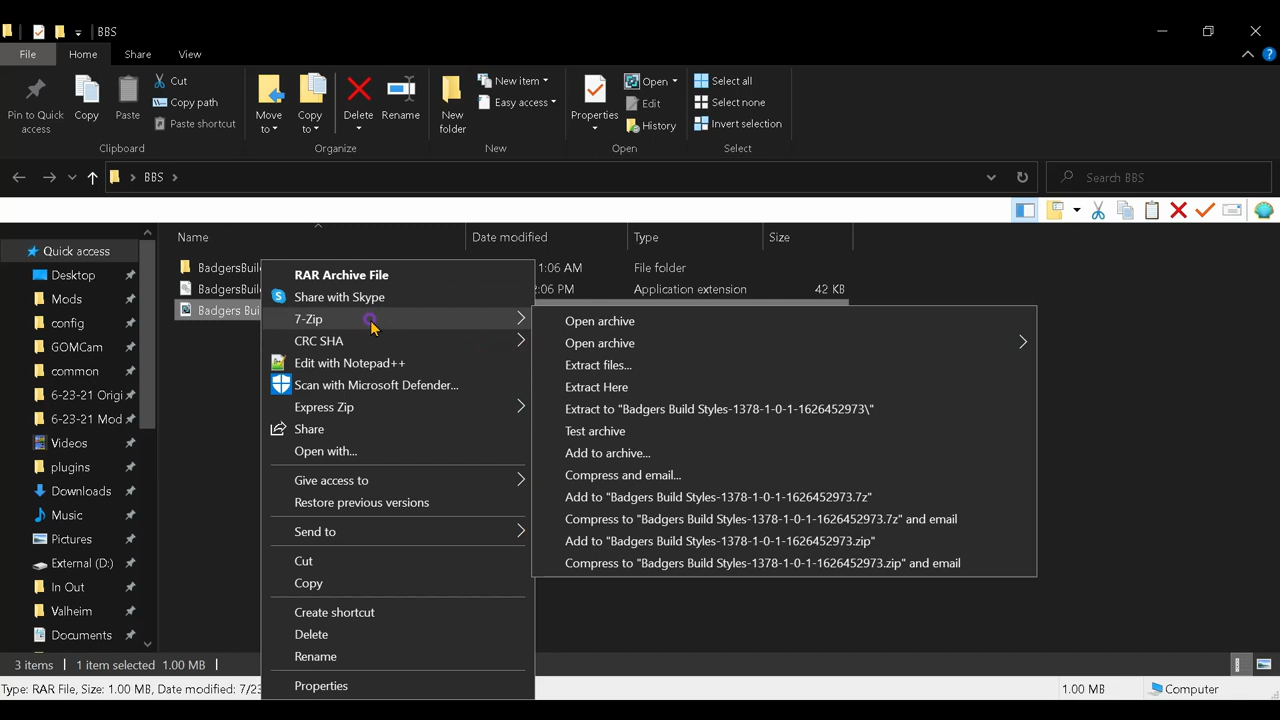 BBS
File Home Share View
Pin to Quick access
Copy
Paste
Cut
Copy path
Paste shortcut
Clipboard
Move to
Copy to
Delete
Rename
Organize
New folder
New item
Easy access
New
Properties
Open
Edit
History
Open
Select all
Select none
Invert selection
Select
BBS
Search BBS
Quick access
Desktop
Mods
config
GOMCam
common
6-23-21 Origi
6-23-21 Mod
Videos
plugins
Downloads
Music
Pictures
External (D:)
In Out
Valheim
Documents
Name Date modified Type Size
BadgersBuil 1:06 AM File folder
BadgersBuil 2:06 PM Application extension 42 KB
Badgers Bui
RAR Archive File
Share with Skype
7-Zip
CRC SHA
Edit with Notepad++
Scan with Microsoft Defender...
Express Zip
Share
Open with...
Give access to
Restore previous versions
Send to
Cut
Copy
Create shortcut
Delete
Rename
Properties
Open archive
Open archive
Extract files...
Extract Here
Extract to "Badgers Build Styles-1378-1-0-1-1626452973\"
Test archive
Add to archive...
Compress and email...
Add to "Badgers Build Styles-1378-1-0-1-1626452973.7z"
Compress to "Badgers Build Styles-1378-1-0-1-1626452973.7z" and email
Add to "Badgers Build Styles-1378-1-0-1-1626452973.zip"
Compress to "Badgers Build Styles-1378-1-0-1-1626452973.zip" and email
3 items 1 item selected 1.00 MB
Type: RAR File, Size: 1.00 MB, Date modified: 7/23 1.00 MB Computer